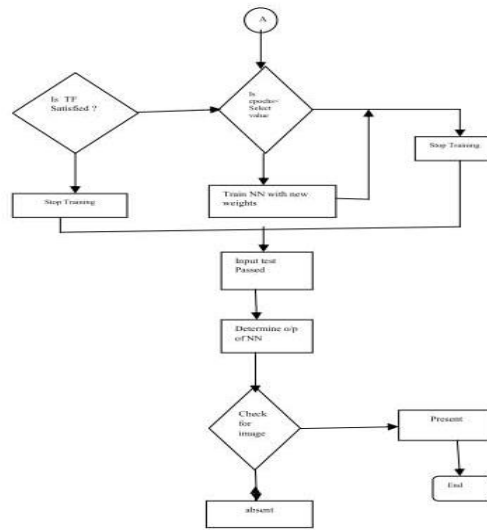 A
Is TF
Satisfied ?
Is
epochs=
Select
value
Stop Training
Stop Training
Train NN with new
weights
Input test
Passed
Determine o/p
of NN
Check
for
image
Present
End
absent